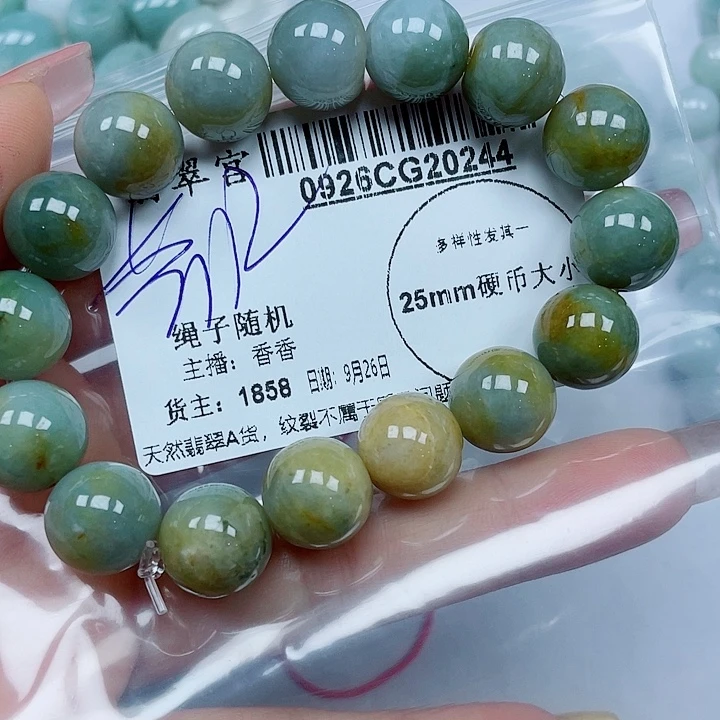 翠宫
0926CG20244
多样性发其一
25mm硬币大小
绳子随机
主播：香香
货主：1858 日期：9月26日
天然翡翠A货，纹裂不属于